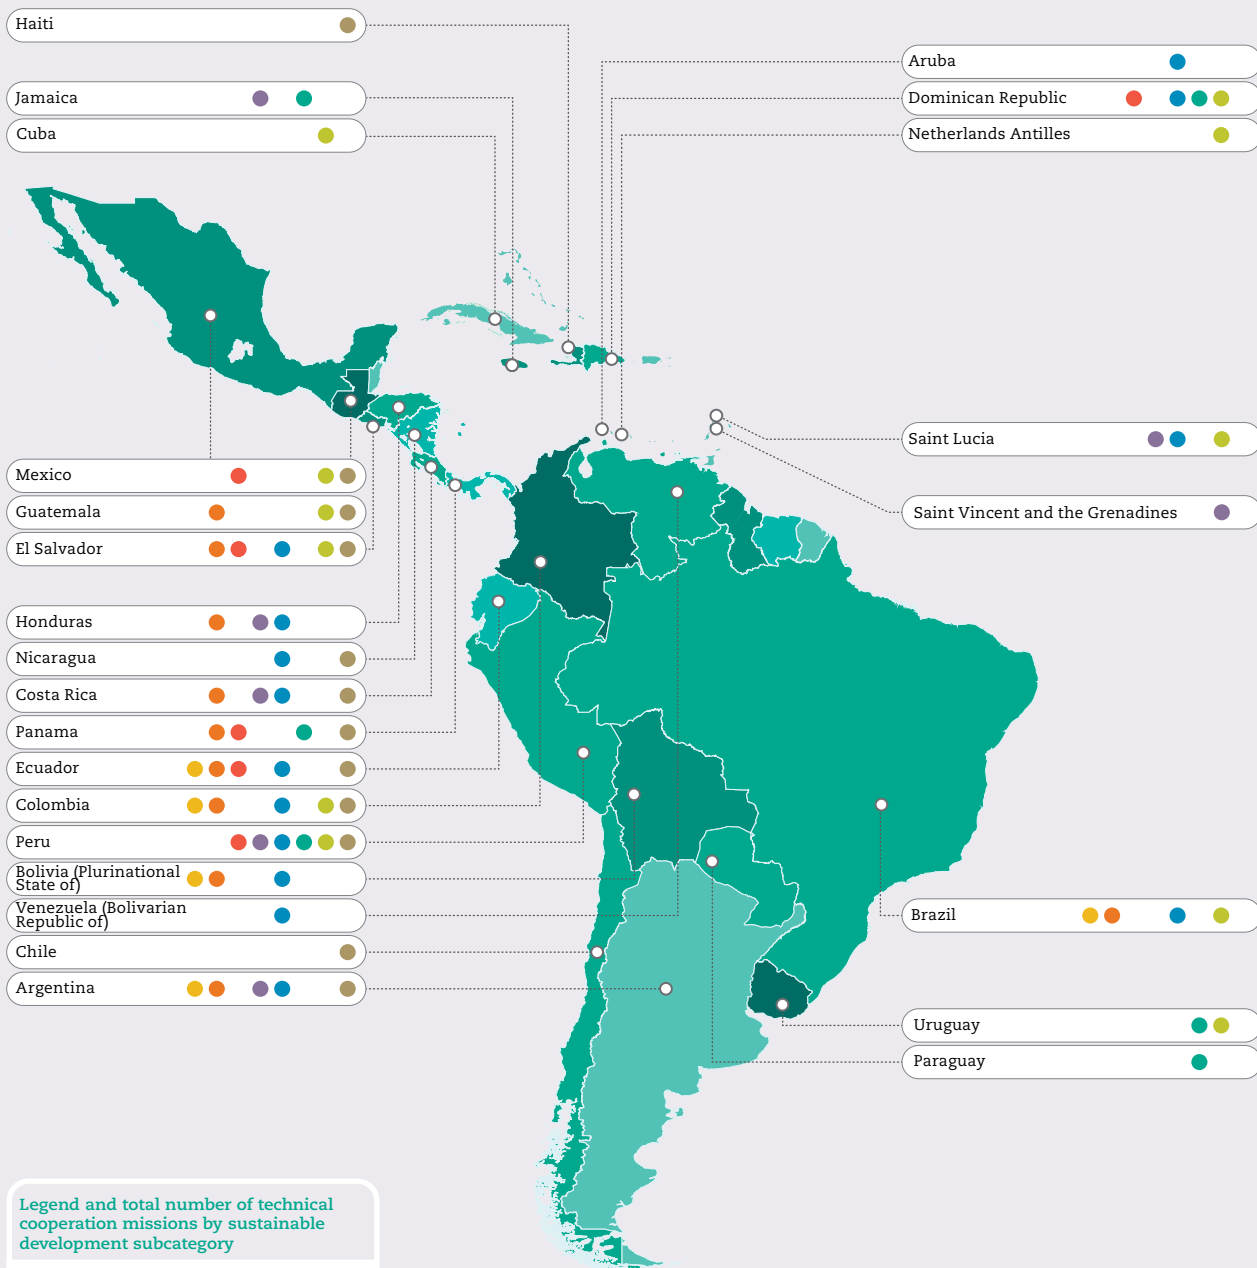 Haiti
Jamaica
Cuba
Aruba
Dominican Republic
Netherlands Antilles
Mexico
Guatemala
El Salvador
Honduras
Nicaragua
Costa Rica
Panama
Ecuador
Colombia
Peru
Bolivia (Plurinational
State of)
Venezuela (Bolivarian
Republic of)
Chile
Argentina
Saint Lucia
Saint Vincent and the Grenadines
Brazil
Uruguay
Paraguay
Legend and total number of technical
cooperation missions by sustainable
development subcategory